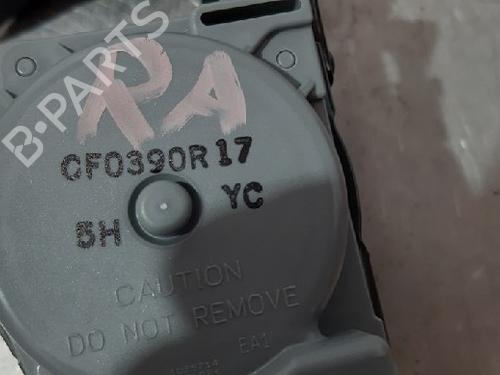 B-PARTS
RA
CF0390R17
5H YC
CAUTION
DO NOT REMOVE
EA1